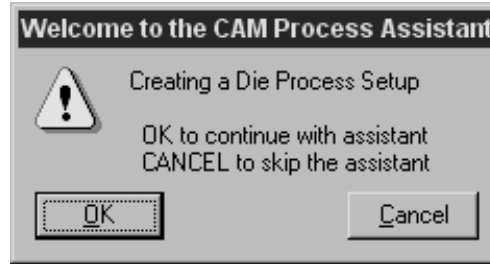 Welcome to the CAM Process Assistant
Creating a Die Process Setup
OK to continue with assistant
CANCEL to skip the assistant
OK
Cancel